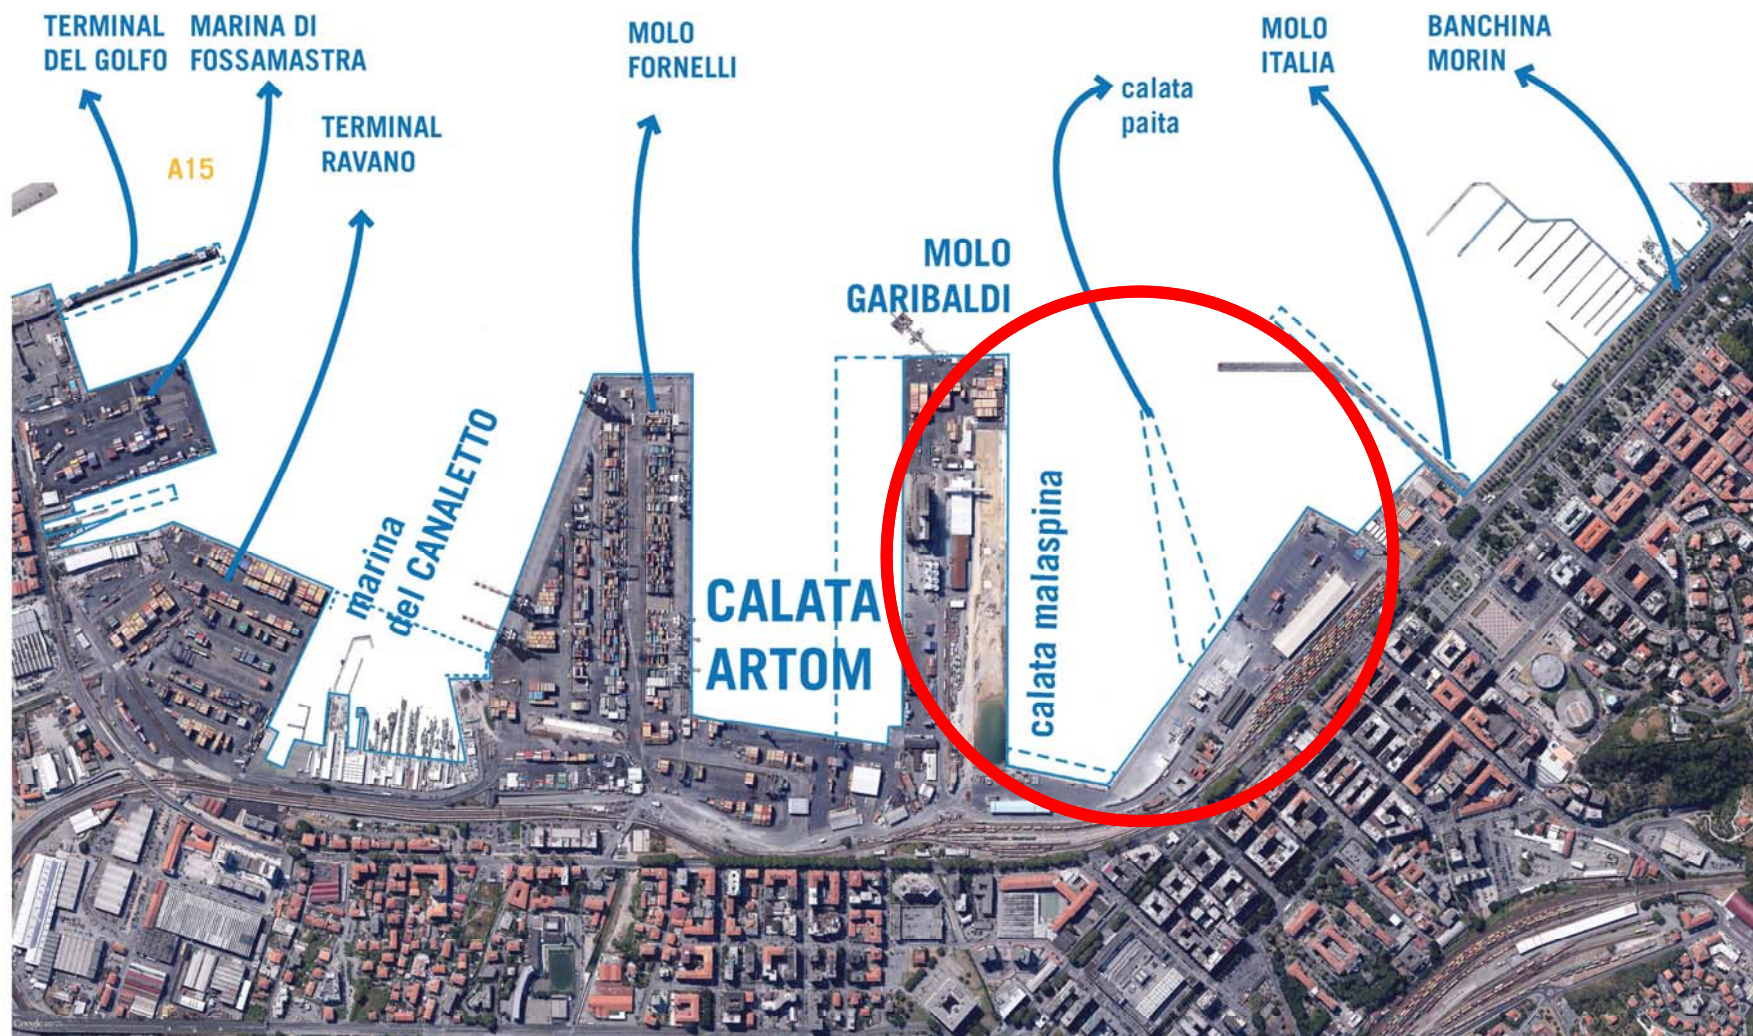 TERMINAL
DEL GOLFO
MARINA DI
FOSSAMASTRA
TERMINAL
RAVANO
A15
MOLO
FORNELLI
calata
paita
MOLO
ITALIA
BANCHINA
MORIN
MOLO
GARIBALDI
marina
del CANALETTO
CALATA
ARTOM
calata malaspina
Google